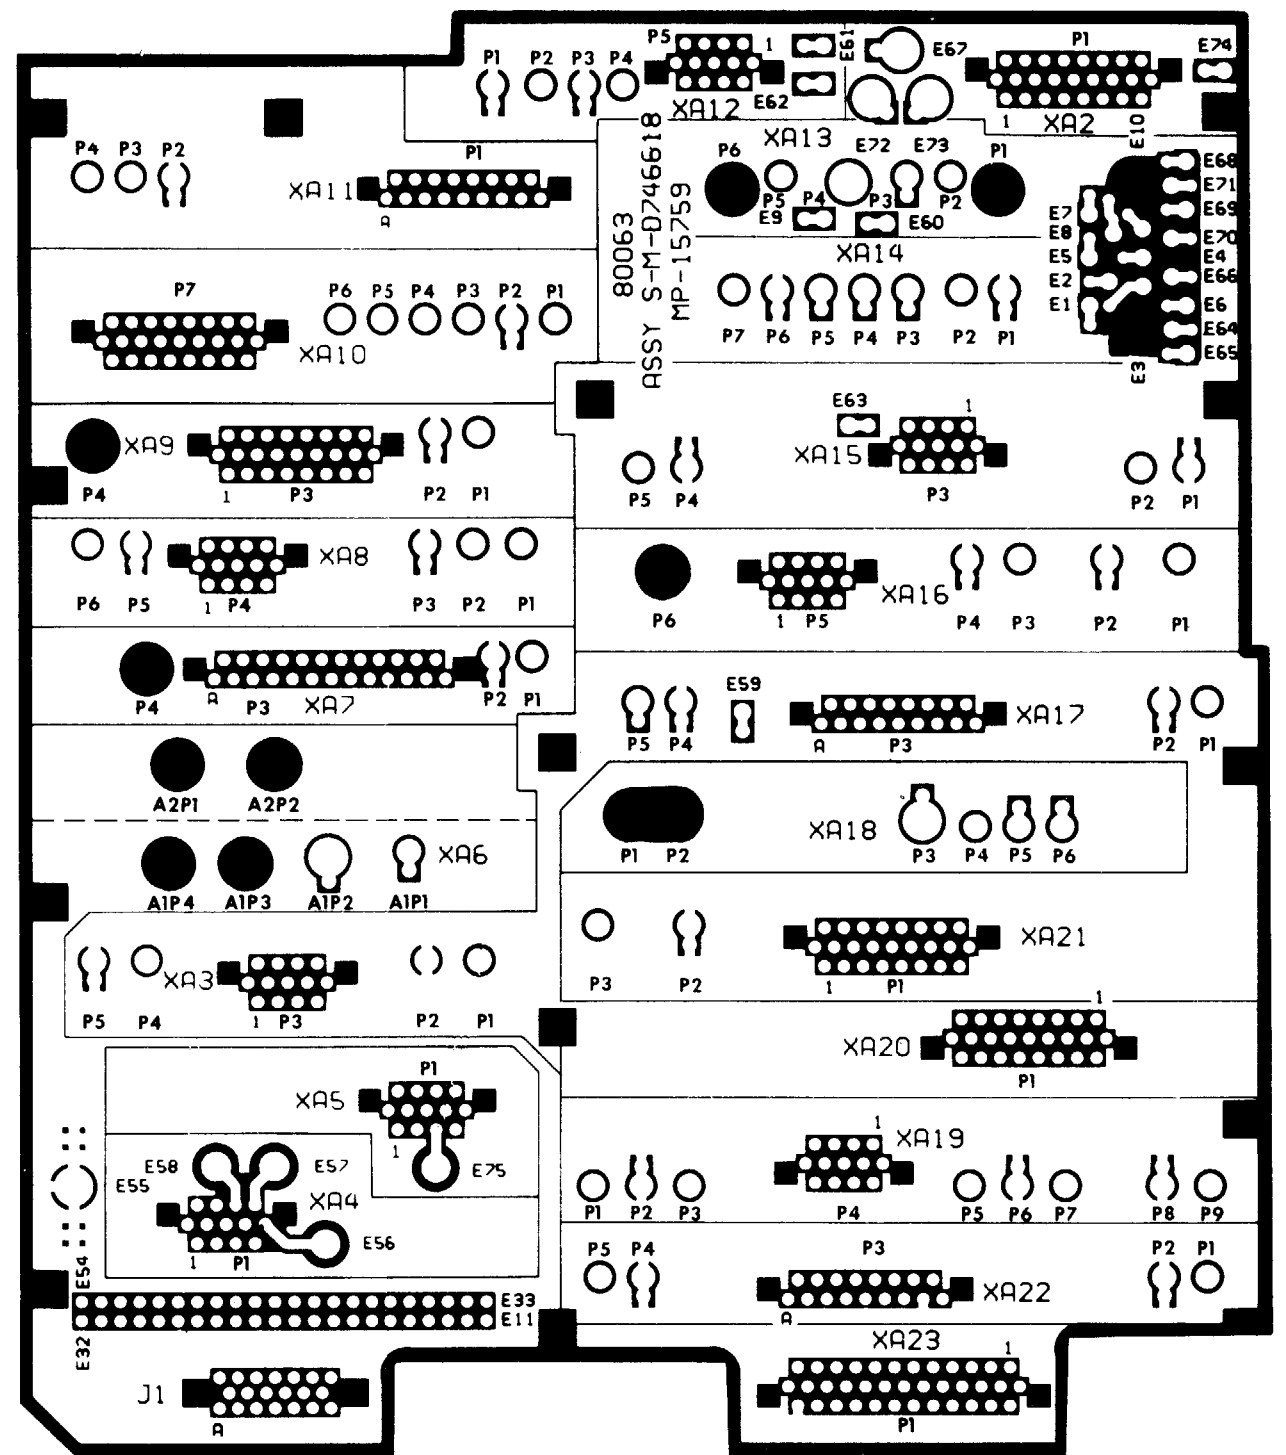 P1 P2 P3 P4
P5
1
E61
E67
P1
E74
E62
XA12
1
XA2
E10
XA13
E72 E73
P4 P3 P2
P1
XA11
A
P6
P5
P4
P3
P2
P1
E9
E60
80063
ASSY S-M-D746618
MP-15759
XA14
E68
E71
E69
E70
E4
E66
E6
E64
E65
E7
E8
E5
E2
E1
E3
P7
P6 P5 P4 P3 P2 P1
XA10
P7 P6 P5 P4 P3 P2 P1
E63
1
XA9
P4
1
P3
P2 P1
XA15
P5 P4
P3
P2 P1
XA8
P6 P5
1 P4
P3 P2 P1
XA16
P6
1 P5
P4 P3
P2
P1
P4
A
P3
XA7
P2 P1
E59
P5 P4
A
P3
XA17
P2 P1
A2P1
A2P2
XA18
P1 P2
P3 P4 P5 P6
XA6
A1P4 A1P3 A1P2 A1P1
XA21
P3
P2
1
P1
XA3
P5 P4
1 P3
P2 P1
1
XA20
P1
P1
XA5
1
E75
1
XA19
P1 P2 P3
P4
P5 P6 P7
P8 P9
E58
E57
E55
XA4
E56
1
P1
P5 P4
P3
P2 P1
XA22
A
E54
E33
E11
E32
XA23
1
P1
J1
A